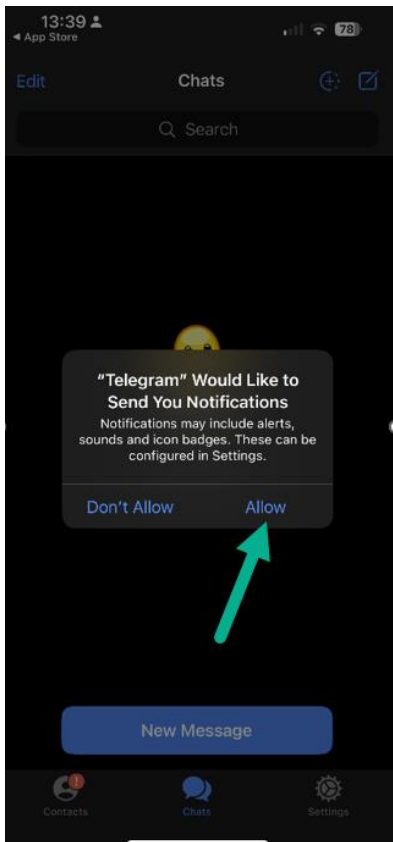 13:39
78
◀ App Store
Edit
Chats
Search
"Telegram" Would Like to
Send You Notifications
Notifications may include alerts,
sounds and icon badges. These can be
configured in Settings.
Don't Allow
Allow
New Message
Contacts
Chats
Settings